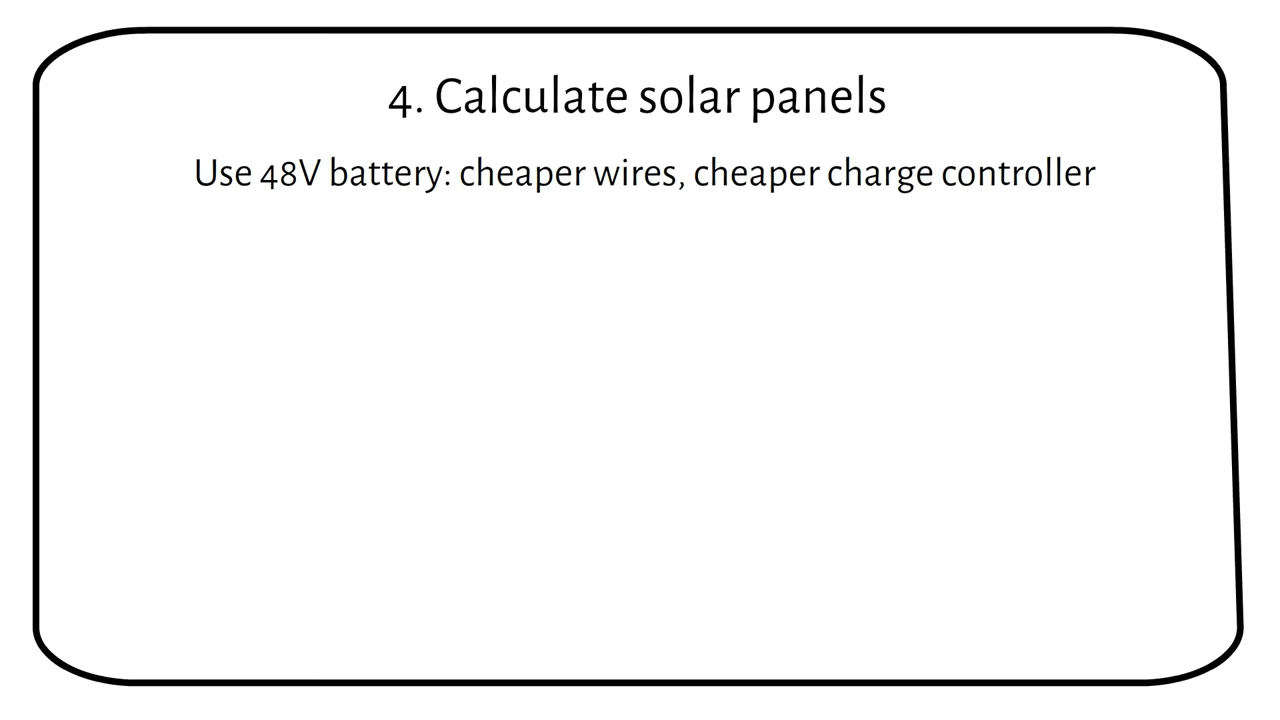 4. Calculate solar panels
Use 48V battery: cheaper wires, cheaper charge controller